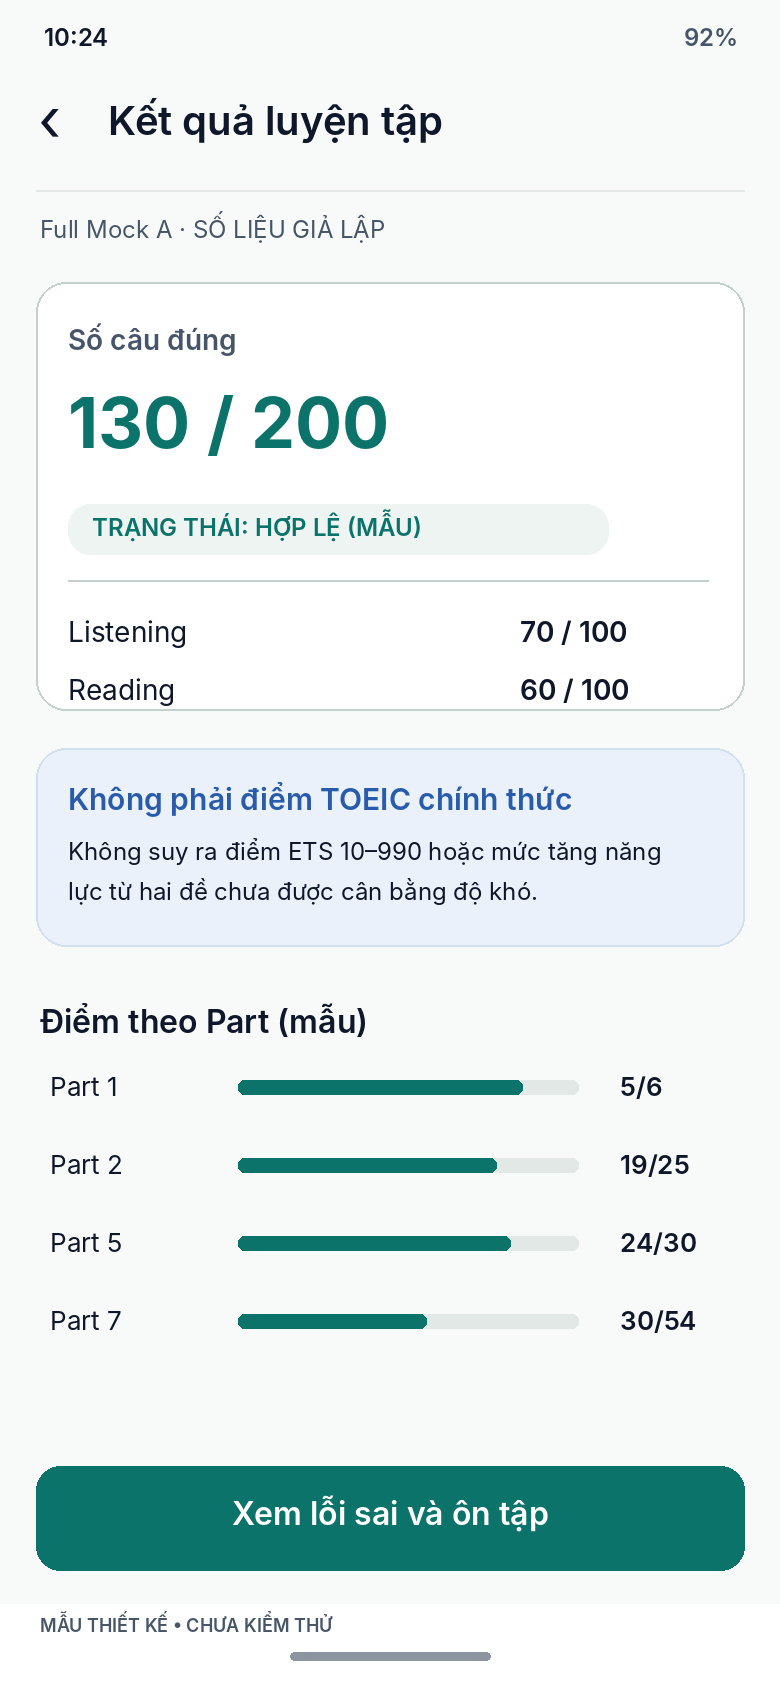 10:24 92%
‹ Kết quả luyện tập
Full Mock A · SỐ LIỆU GIẢ LẬP
Số câu đúng
130 / 200
TRẠNG THÁI: HỢP LỆ (MẪU)
Listening 70 / 100
Reading 60 / 100
Không phải điểm TOEIC chính thức
Không suy ra điểm ETS 10–990 hoặc mức tăng năng
lực từ hai đề chưa được cân bằng độ khó.
Điểm theo Part (mẫu)
Part 1 5/6
Part 2 19/25
Part 5 24/30
Part 7 30/54
Xem lỗi sai và ôn tập
MẪU THIẾT KẾ • CHƯA KIỂM THỬ